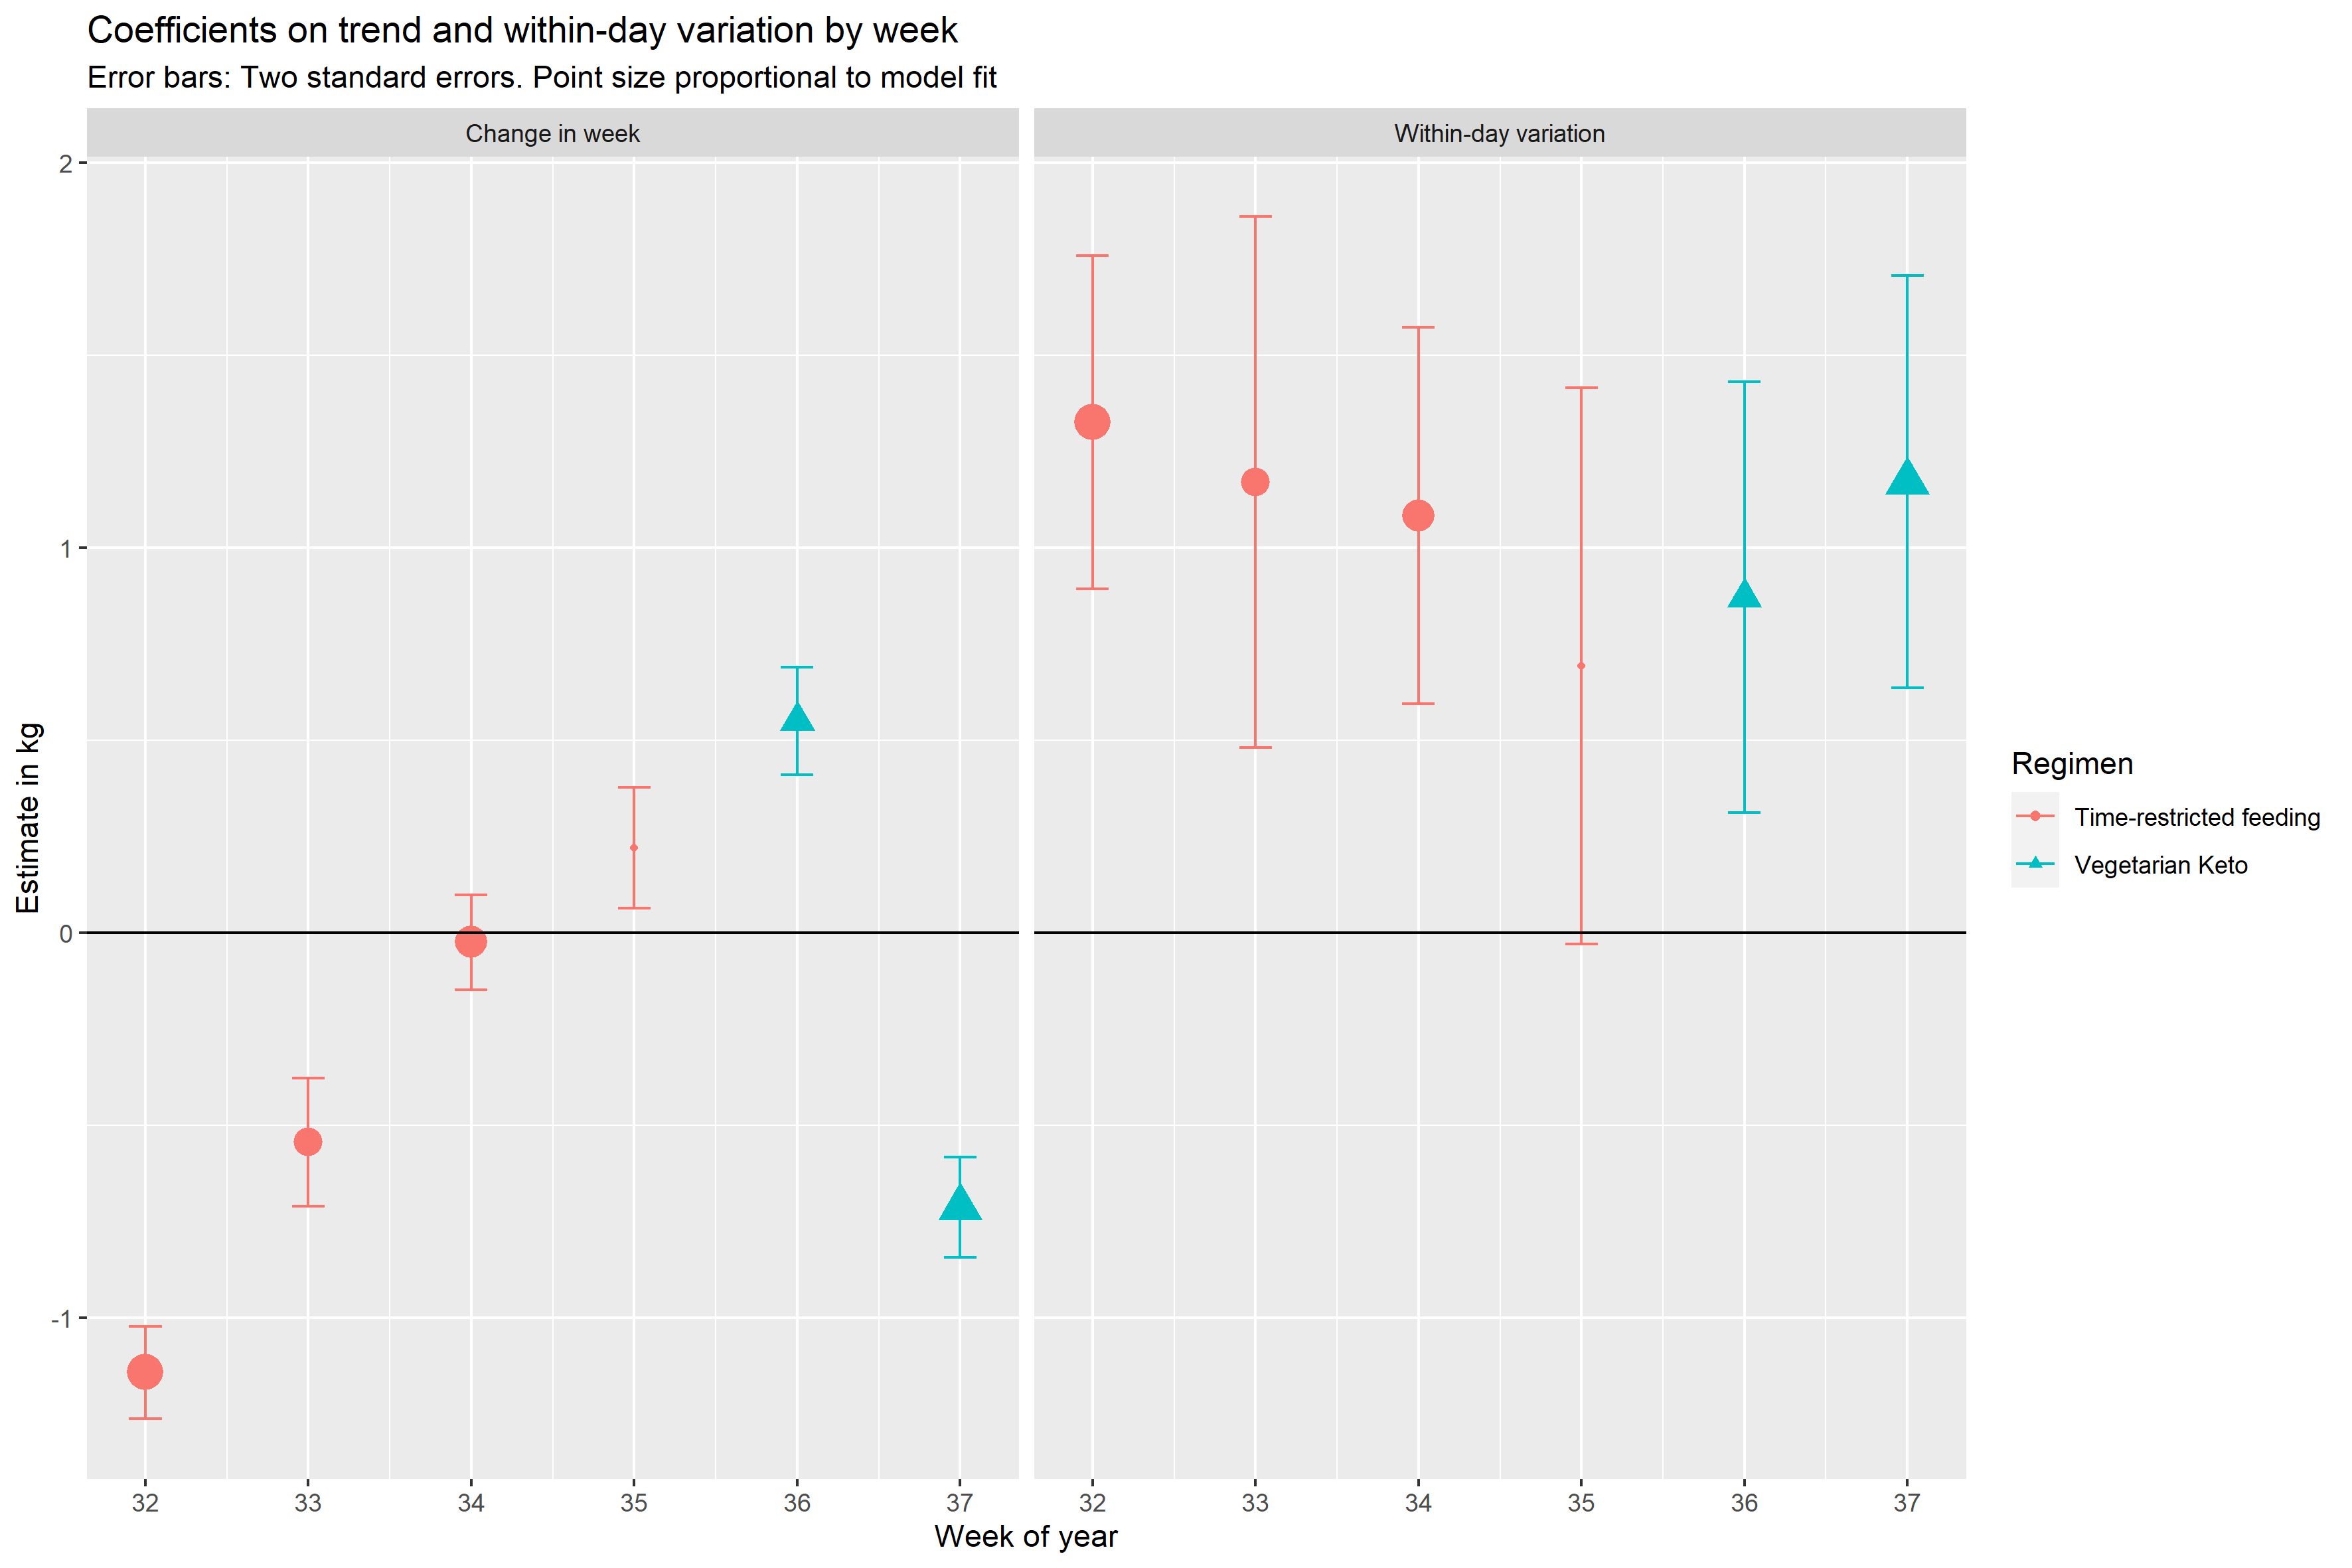 Coefficients on trend and within-day variation by week
Error bars: Two standard errors. Point size proportional to model fit
Change in week
Within-day variation
2
1
0
-1
Estimate in kg
32 33 34 35 36 37
32 33 34 35 36 37
Week of year
Regimen
Time-restricted feeding
Vegetarian Keto